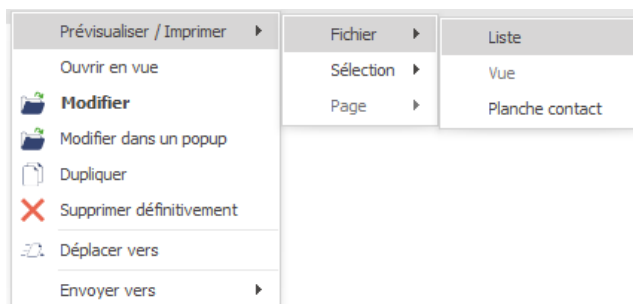 Prévisualiser / Imprimer
Ouvrir en vue
Modifier
Modifier dans un popup
Dupliquer
Supprimer définitivement
Déplacer vers
Envoyer vers
Fichier
Sélection
Page
Liste
Vue
Planche contact